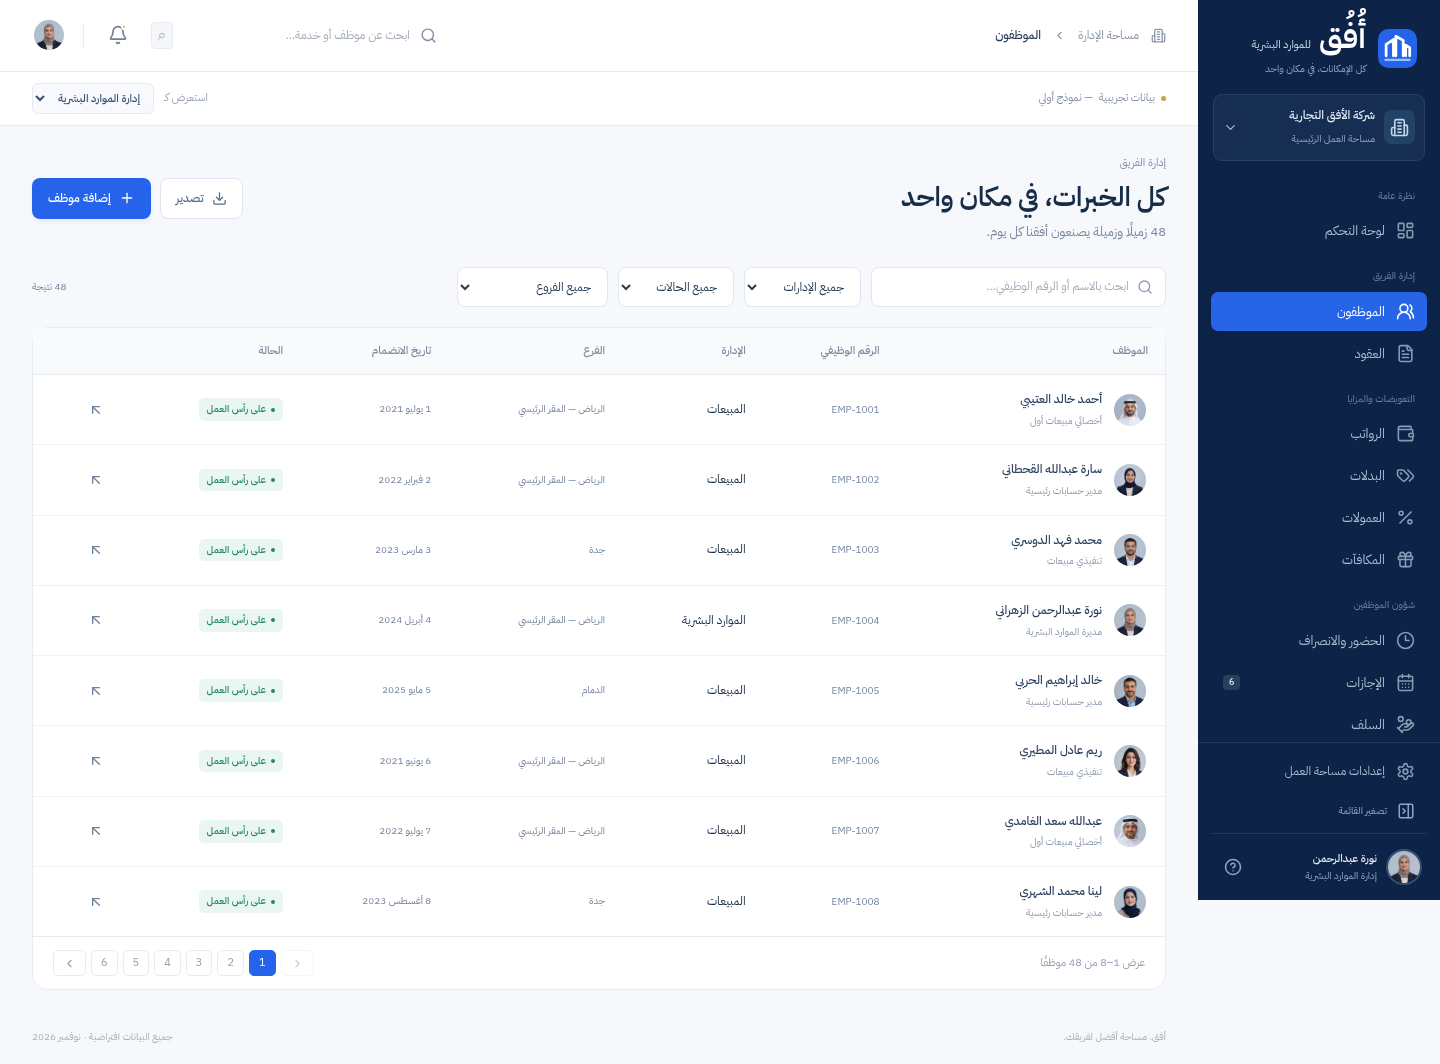 أُفُق للموارد البشرية
كل الإمكانات، في مكان واحد
شركة الأفق التجارية
مساحة العمل الرئيسية
نظرة عامة
لوحة التحكم
إدارة الفريق
الموظفون
العقود
التعويضات والمزايا
الرواتب
البدلات
العمولات
المكافآت
شؤون الموظفين
الحضور والانصراف
الإجازات 6
السلف
إعدادات مساحة العمل
تصغير القائمة
نورة عبدالرحمن
إدارة الموارد البشرية
مساحة الإدارة الموظفون
ابحث عن موظف أو خدمة...
بيانات تجريبية — نموذج أولي
استعرض كـ
إدارة الموارد البشرية
إدارة الفريق
كل الخبرات، في مكان واحد
48 زميلًا وزميلة يصنعون أفقنا كل يوم.
تصدير
إضافة موظف
ابحث بالاسم أو الرقم الوظيفي...
جميع الإدارات
جميع الحالات
جميع الفروع
48 نتيجة
الموظف الرقم الوظيفي الإدارة الفرع تاريخ الانضمام الحالة
أحمد خالد العتيبي EMP-1001 المبيعات الرياض — المقر الرئيسي 1 يوليو 2021 على رأس العمل
أخصائي مبيعات أول
سارة عبدالله القحطاني EMP-1002 المبيعات الرياض — المقر الرئيسي 2 فبراير 2022 على رأس العمل
مدير حسابات رئيسية
محمد فهد الدوسري EMP-1003 المبيعات جدة 3 مارس 2023 على رأس العمل
تنفيذي مبيعات
نورة عبدالرحمن الزهراني EMP-1004 الموارد البشرية الرياض — المقر الرئيسي 4 أبريل 2024 على رأس العمل
مديرة الموارد البشرية
خالد إبراهيم الحربي EMP-1005 المبيعات الدمام 5 مايو 2025 على رأس العمل
مدير حسابات رئيسية
ريم عادل المطيري EMP-1006 المبيعات الرياض — المقر الرئيسي 6 يونيو 2021 على رأس العمل
تنفيذي مبيعات
عبدالله سعد الغامدي EMP-1007 المبيعات الرياض — المقر الرئيسي 7 يوليو 2022 على رأس العمل
أخصائي مبيعات أول
لينا محمد الشهري EMP-1008 المبيعات جدة 8 أغسطس 2023 على رأس العمل
مدير حسابات رئيسية
عرض 1–8 من 48 موظفًا
1 2 3 4 5 6
أفق. مساحة أفضل لفريقك.
جميع البيانات افتراضية · نوفمبر 2026